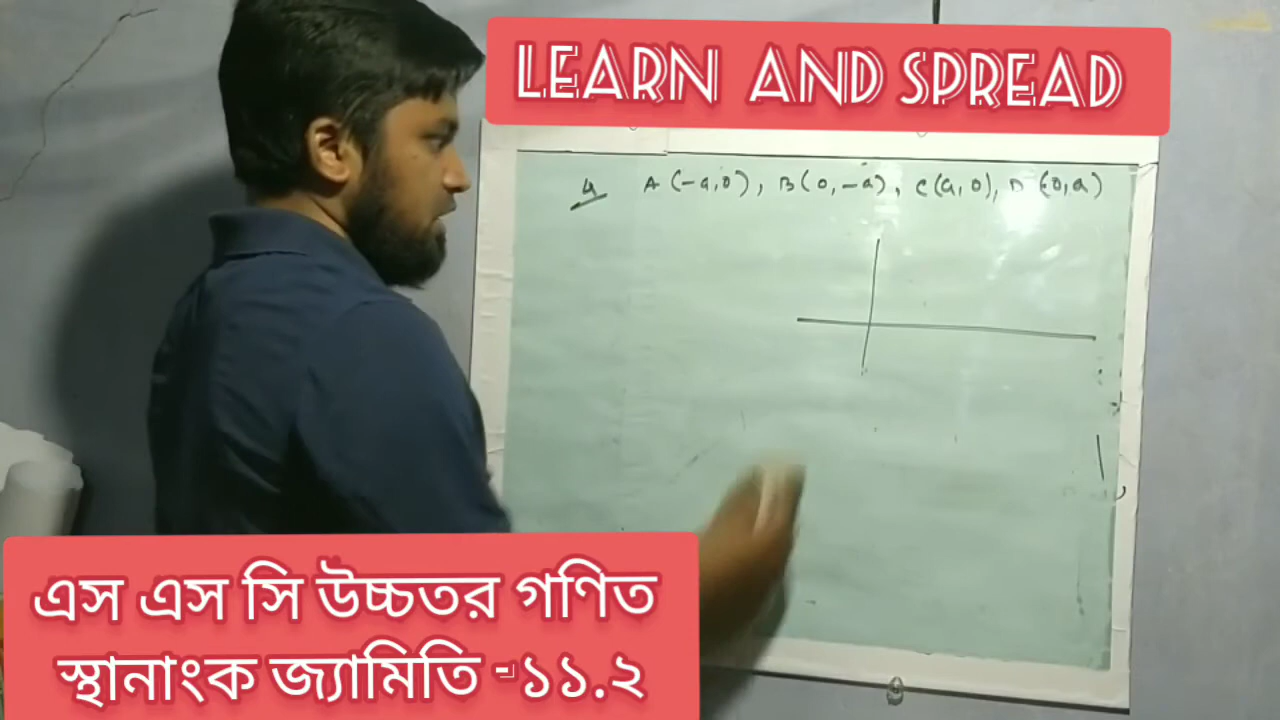 LEARN AND SPREAD
4 A (-a, 0), B (0, -a), C (a, 0), D (0, a)
এস এস সি উচ্চতর গণিত
স্থানাংক জ্যামিতি -১১.২